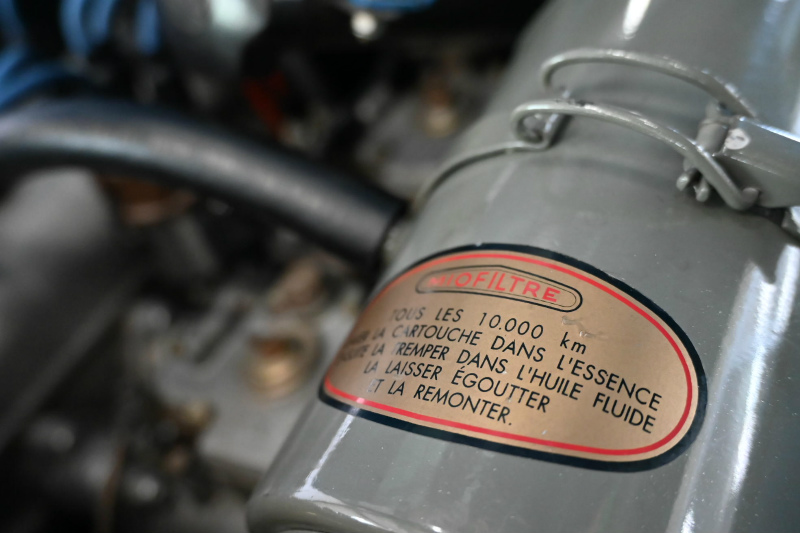 OFILTRE
TOUS LES 10.000 km
LA CARTOUCHE DANS L'ESSENCE
LA TREMPER DANS L'HUILE FLUIDE
LA LAISSER ÉGOUTTER
ET LA REMONTER.